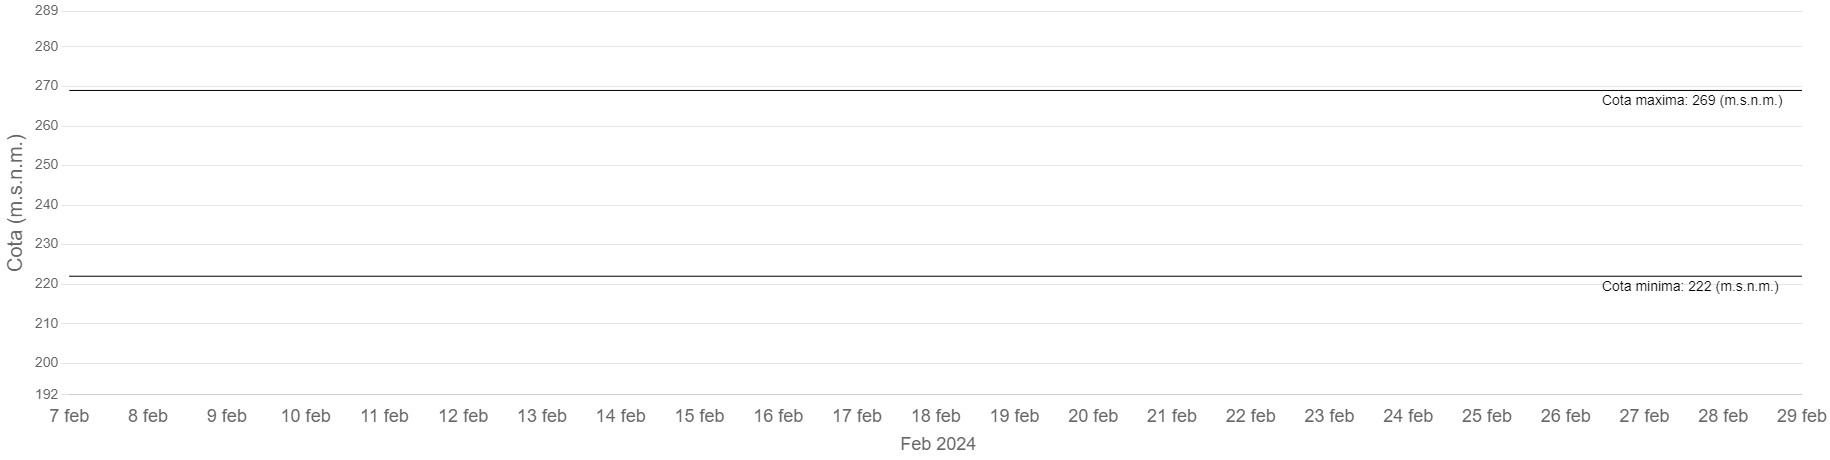 289
280
270
260
250
240
230
220
210
200
192
Cota (m.s.n.m.)
Cota maxima: 269 (m.s.n.m.)
Cota minima: 222 (m.s.n.m.)
7 feb 8 feb 9 feb 10 feb 11 feb 12 feb 13 feb 14 feb 15 feb 16 feb 17 feb 18 feb 19 feb 20 feb 21 feb 22 feb 23 feb 24 feb 25 feb 26 feb 27 feb 28 feb 29 feb
Feb 2024